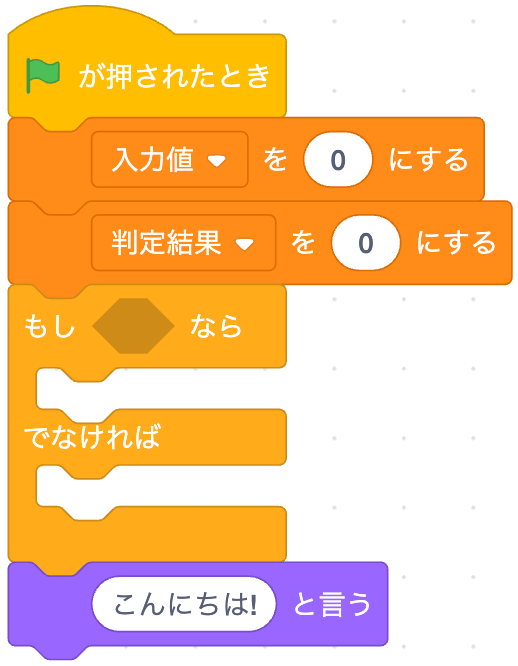 が押されたとき
入力値 を 0 にする
判定結果 を 0 にする
もし なら
でなければ
こんにちは! と言う